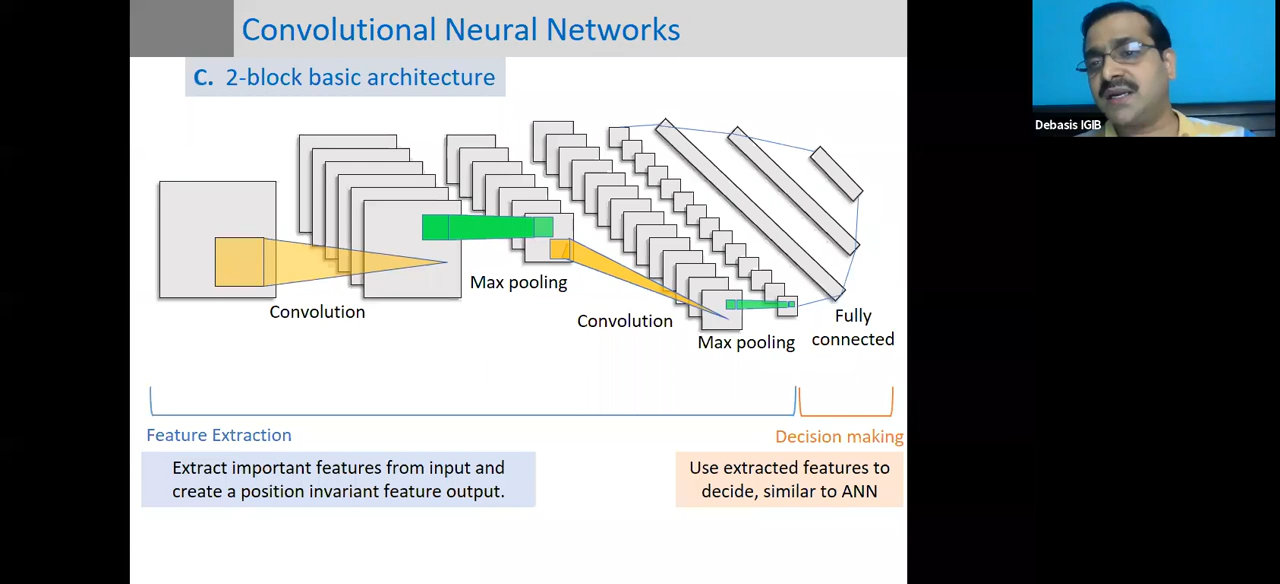 Convolutional Neural Networks
C. 2-block basic architecture
Debasis IGIB
Convolution
Max pooling
Convolution
Max pooling
Fully
connected
Feature Extraction
Extract important features from input and
create a position invariant feature output.
Decision making
Use extracted features to
decide, similar to ANN